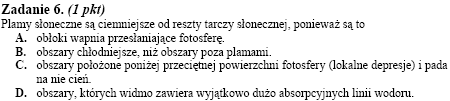 Zadanie 6. (1 pkt)
Plamy słoneczne są ciemniejsze od reszty tarczy słonecznej, ponieważ są to
A. obłoki wapnia przesłaniające fotosferę.
B. obszary chłodniejsze, niż obszary poza plamami.
C. obszary położone poniżej przeciętnej powierzchni fotosfery (lokalne depresje) i pada
na nie cień.
D. obszary, których widmo zawiera wyjątkowo dużo absorpcyjnych linii wodoru.